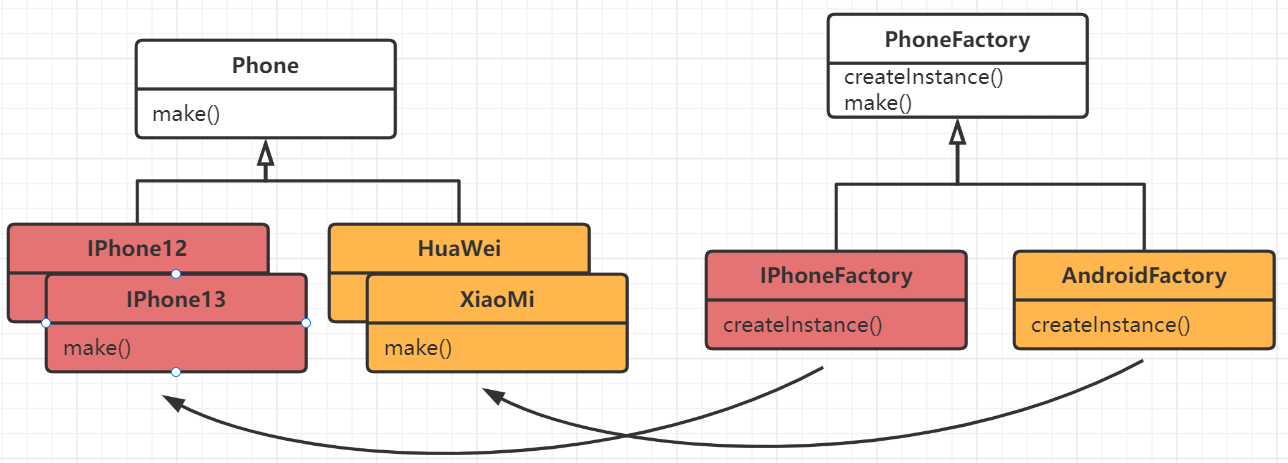 Phone
make()
PhoneFactory
createInstance()
make()
IPhone12
IPhone13
make()
HuaWei
XiaoMi
make()
IPhoneFactory
createInstance()
AndroidFactory
createInstance()